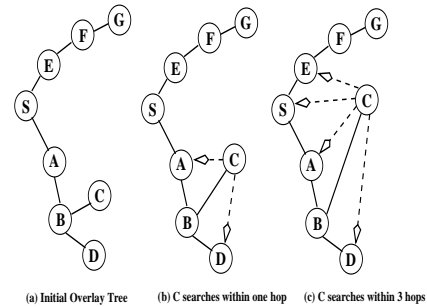 G
F
E
S
A
C
B
D
G
F
E
S
A
C
B
D
G
F
E
C
S
A
B
D
(a) Initial Overlay Tree
(b) C searches within one hop
(c) C searches within 3 hops